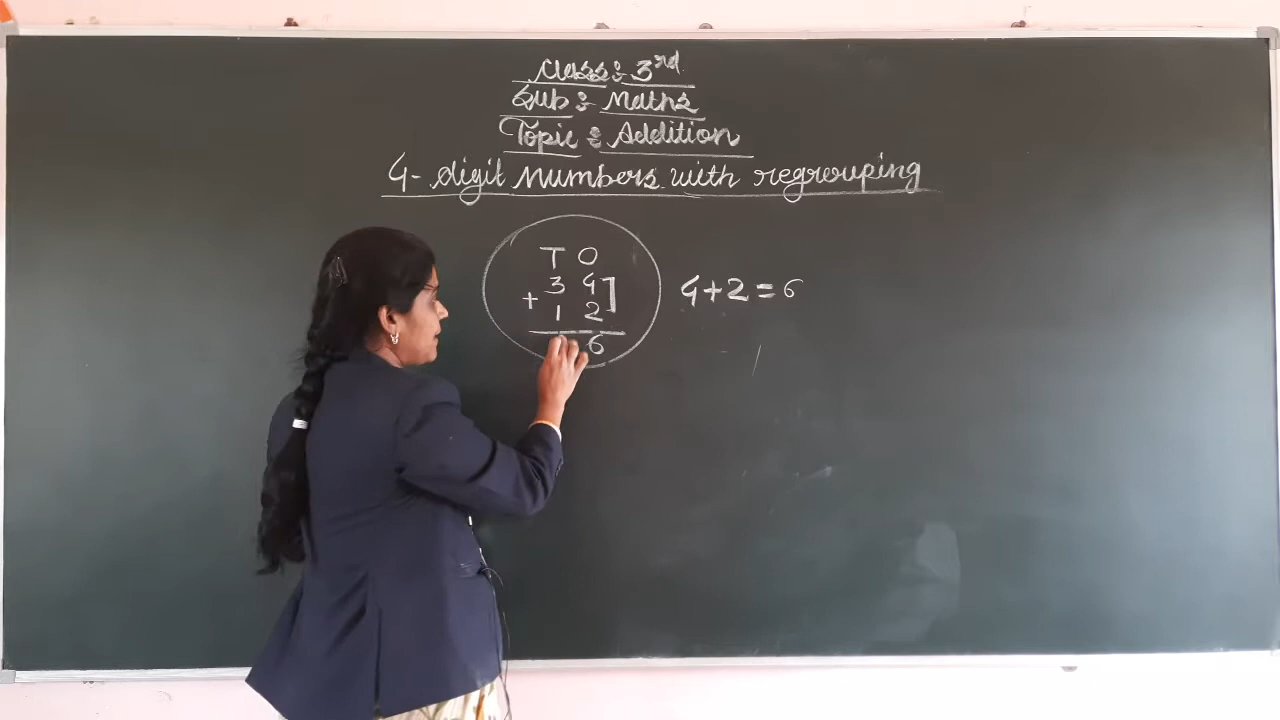 Class : 3rd
Sub : Maths
Topic : Addition
4- digit numbers with regrouping
T O
3 4] 4+2=6
+ 1 2
6